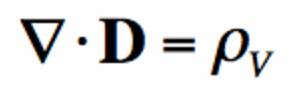 ∇ · D = ρ_V